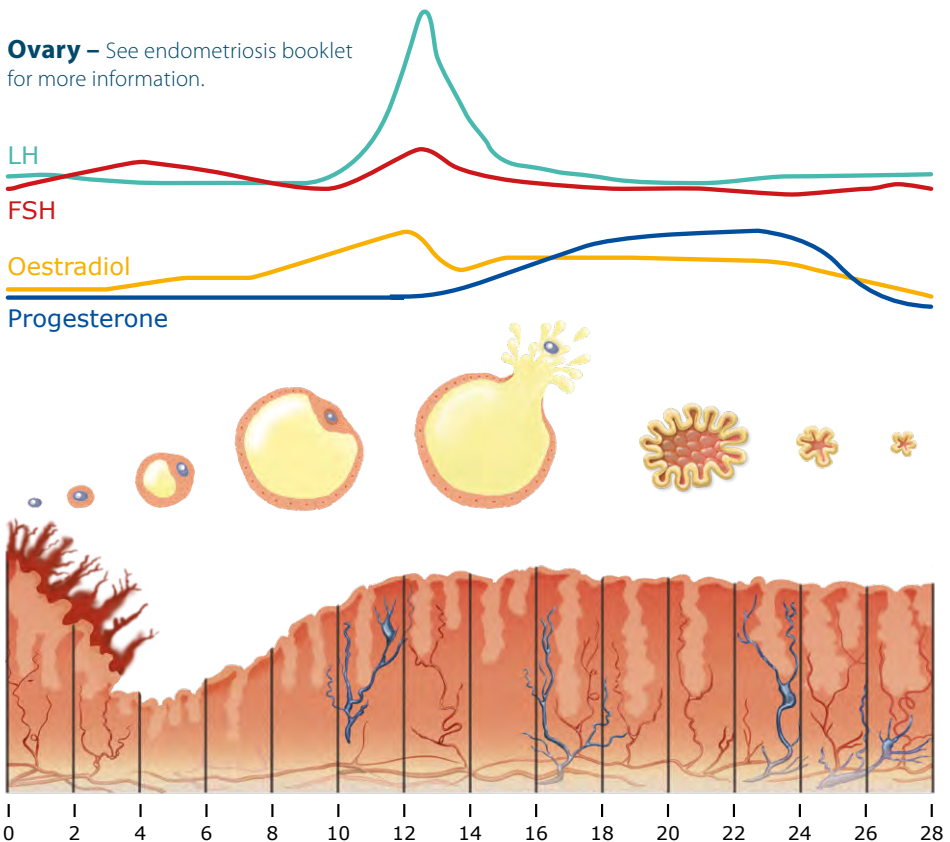 Ovary – See endometriosis booklet
for more information.
LH
FSH
Oestradiol
Progesterone
0 2 4 6 8 10 12 14 16 18 20 22 24 26 28